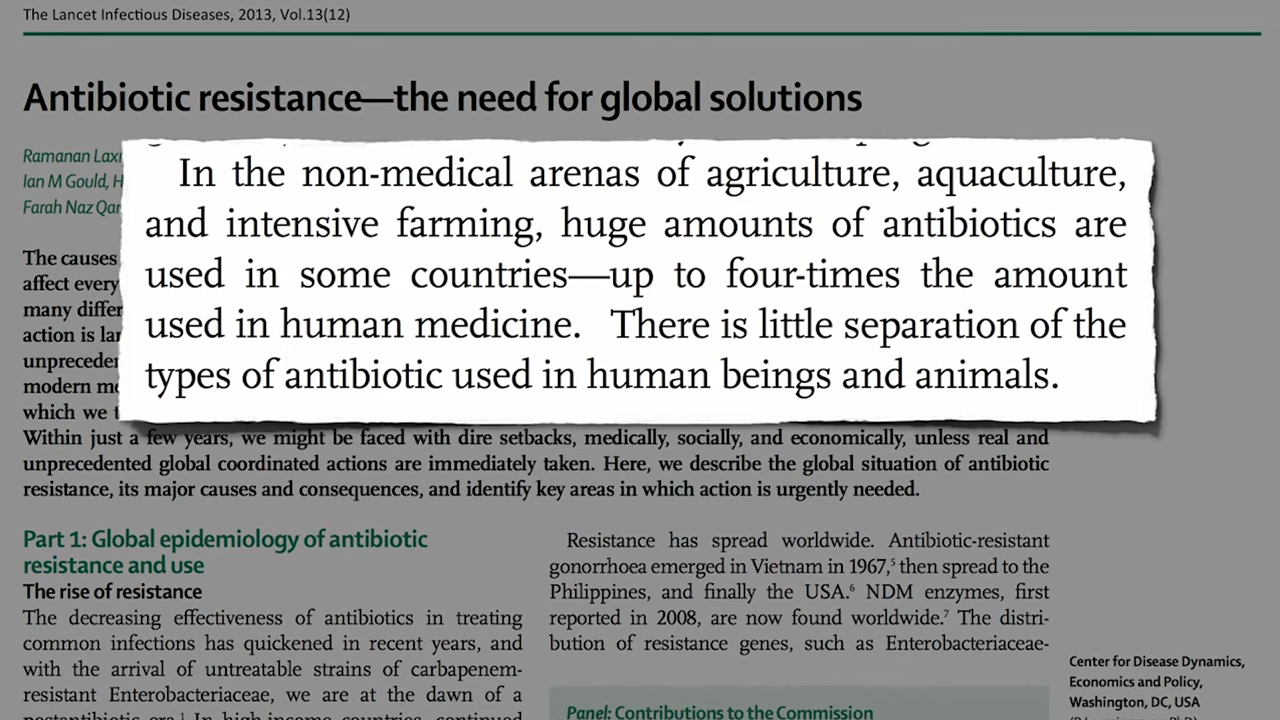 The Lancet Infectious Diseases, 2013, Vol.13(12)
Antibiotic resistance—the need for global solutions
Ramanan
Ian M Gould,
Farah Naz
In the non-medical arenas of agriculture, aquaculture,
and intensive farming, huge amounts of antibiotics are
used in some countries—up to four-times the amount
used in human medicine. There is little separation of the
types of antibiotic used in human beings and animals.
The causes
affect every
many
action is
modern
which we
Within just a few years, we might be faced with dire setbacks, medically, socially, and economically, unless real and
unprecedented global coordinated actions are immediately taken. Here, we describe the global situation of antibiotic
resistance, its major causes and consequences, and identify key areas in which action is urgently needed.
Part 1: Global epidemiology of antibiotic
resistance and use
The rise of resistance
The decreasing effectiveness of antibiotics in treating
common infections has quickened in recent years, and
with the arrival of untreatable strains of carbapenem-
resistant Enterobacteriaceae, we are at the dawn of a
postantibiotic era.¹ In high-income countries, continued
Resistance has spread worldwide. Antibiotic-resistant
gonorrhoea emerged in Vietnam in 1967,⁵ then spread to the
Philippines, and finally the USA.⁶ NDM enzymes, first
reported in 2008, are now found worldwide.⁷ The distri-
bution of resistance genes, such as Enterobacteriaceae-
Panel: Contributions to the Commission
Center for Disease Dynamics,
Economics and Policy,
Washington, DC, USA